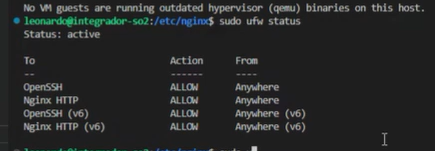 No VM guests are running outdated hypervisor (qemu) binaries on this host.
leonardo@integrador-so2:/etc/nginx$ sudo ufw status
Status: active
To Action From
-- ------ ----
OpenSSH ALLOW Anywhere
Nginx HTTP ALLOW Anywhere
OpenSSH (v6) ALLOW Anywhere (v6)
Nginx HTTP (v6) ALLOW Anywhere (v6)